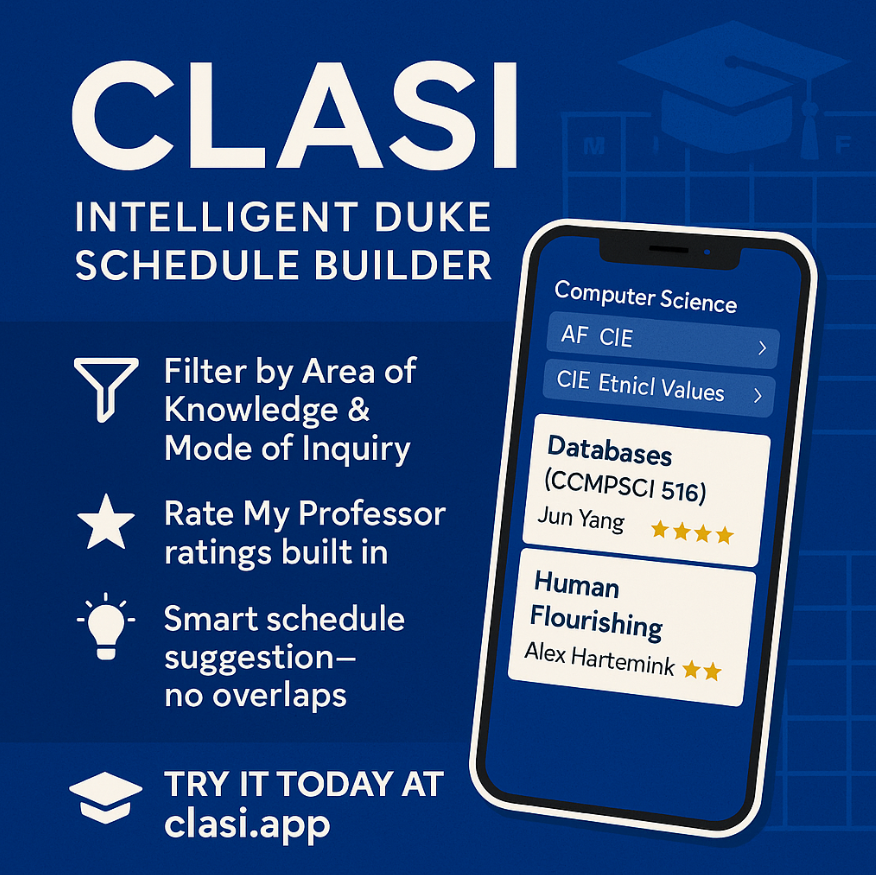 CLASI
INTELLIGENT DUKE
SCHEDULE BUILDER
Filter by Area of
Knowledge &
Mode of Inquiry
Rate My Professor
ratings built in
Smart schedule
suggestion–
no overlaps
TRY IT TODAY AT
clasi.app
M I F
Computer Science
AF CIE
CIE Etnicl Values
Databases
(CCMPSCI 516)
Jun Yang
Human
Flourishing
Alex Hartemink